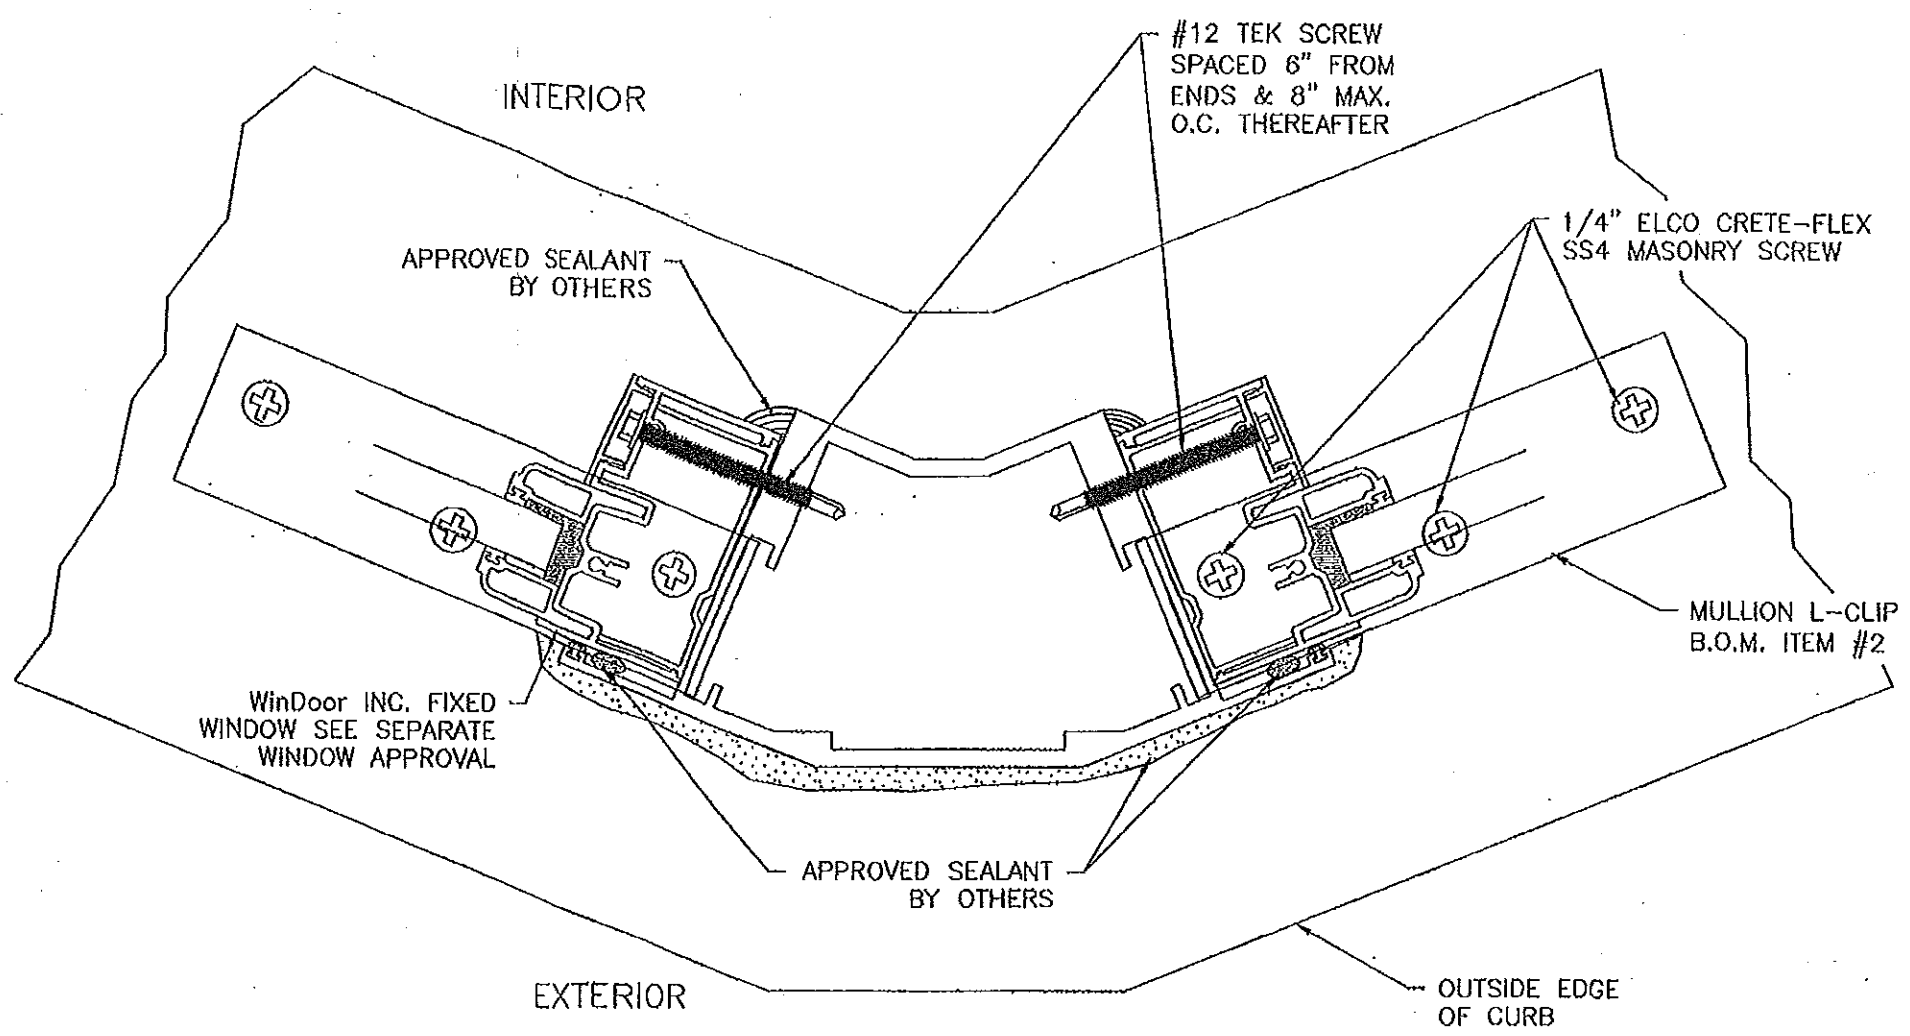 #12 TEK SCREW
SPACED 6" FROM
ENDS & 8" MAX.
O.C. THEREAFTER
INTERIOR
1/4" ELCO CRETE-FLEX
SS4 MASONRY SCREW
APPROVED SEALANT
BY OTHERS
MULLION L-CLIP
B.O.M. ITEM #2
WinDoor INC. FIXED
WINDOW SEE SEPARATE
WINDOW APPROVAL
APPROVED SEALANT
BY OTHERS
EXTERIOR
OUTSIDE EDGE
OF CURB